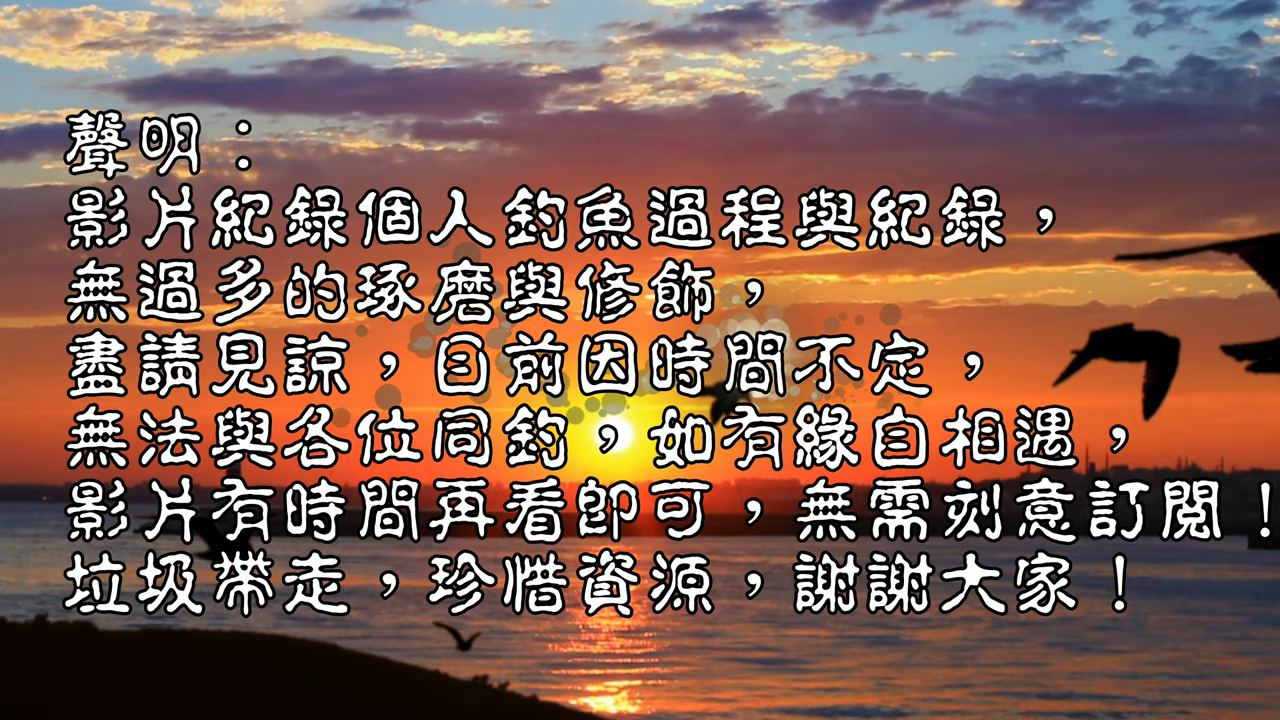 聲明：
影片紀錄個人釣魚過程與紀錄，
無過多的琢磨與修飾，
盡請見諒，目前因時間不定，
無法與各位同釣，如有緣自相遇，
影片有時間再看即可，無需刻意訂閱！
垃圾帶走，珍惜資源，謝謝大家！